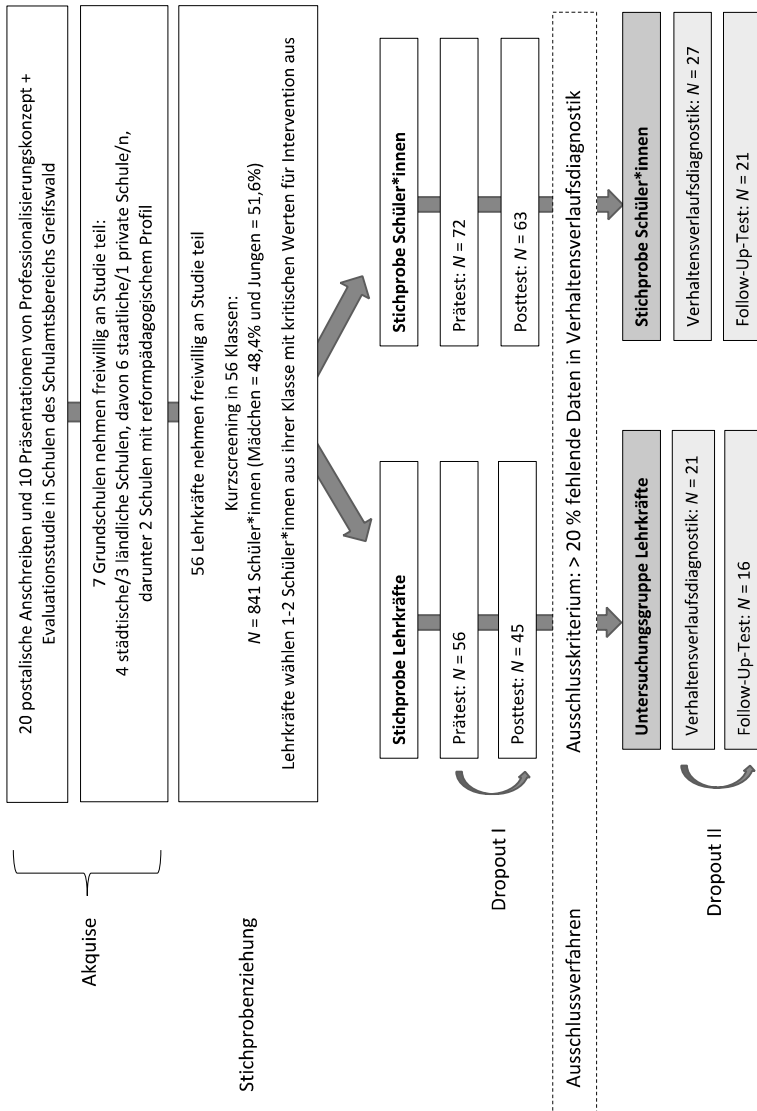 Akquise
20 postalische Anschreiben und 10 Präsentationen von Professionalisierungskonzept +
Evaluationsstudie in Schulen des Schulamtsbereichs Greifswald
7 Grundschulen nehmen freiwillig an Studie teil:
4 städtische/3 ländliche Schulen, davon 6 staatliche/1 private Schule/n,
darunter 2 Schulen mit reformpädagogischem Profil
Stichprobenziehung
56 Lehrkräfte nehmen freiwillig an Studie teil
Kurzscreening in 56 Klassen:
N = 841 Schüler*innen (Mädchen = 48,4% und Jungen = 51,6%)
Lehrkräfte wählen 1-2 Schüler*innen aus ihrer Klasse mit kritischen Werten für Intervention aus
Stichprobe Lehrkräfte
Prätest: N = 56
Posttest: N = 45
Stichprobe Schüler*innen
Prätest: N = 72
Posttest: N = 63
Dropout I
Ausschlussverfahren
Ausschlusskriterium: > 20 % fehlende Daten in Verhaltensverlaufsdiagnostik
Untersuchungsgruppe Lehrkräfte
Verhaltensverlaufsdiagnostik: N = 21
Follow-Up-Test: N = 16
Stichprobe Schüler*innen
Verhaltensverlaufsdiagnostik: N = 27
Follow-Up-Test: N = 21
Dropout II